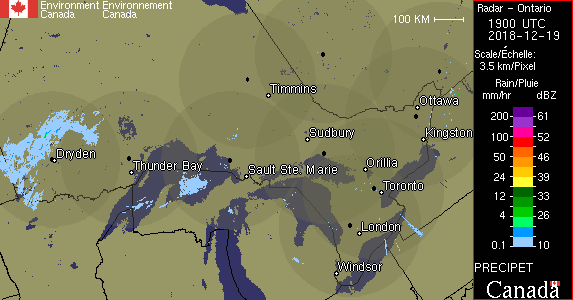 Environment Environnement
Canada Canada
100 KM
Timmins
Ottawa
Sudbury
Kingston
Dryden
Thunder Bay
Sault Ste. Marie
Orillia
Toronto
London
Windsor
Radar - Ontario
1900 UTC
2018-12-19
Scale/Échelle:
3.5 km/Pixel
Rain/Pluie
mm/hr dBZ
200 61
100 52
50 46
24 39
12 33
4 26
0.1 10
PRECIPET
Canada